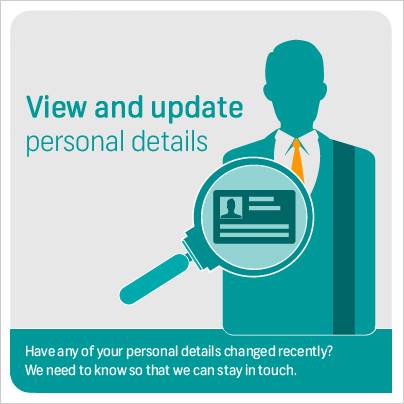 View and update
personal details
Have any of your personal details changed recently?
We need to know so that we can stay in touch.